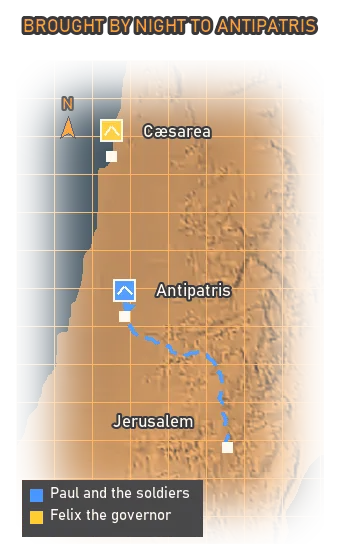 BROUGHT BY NIGHT TO ANTIPATRIS
N
Cæsarea
Antipatris
Jerusalem
Paul and the soldiers
Felix the governor